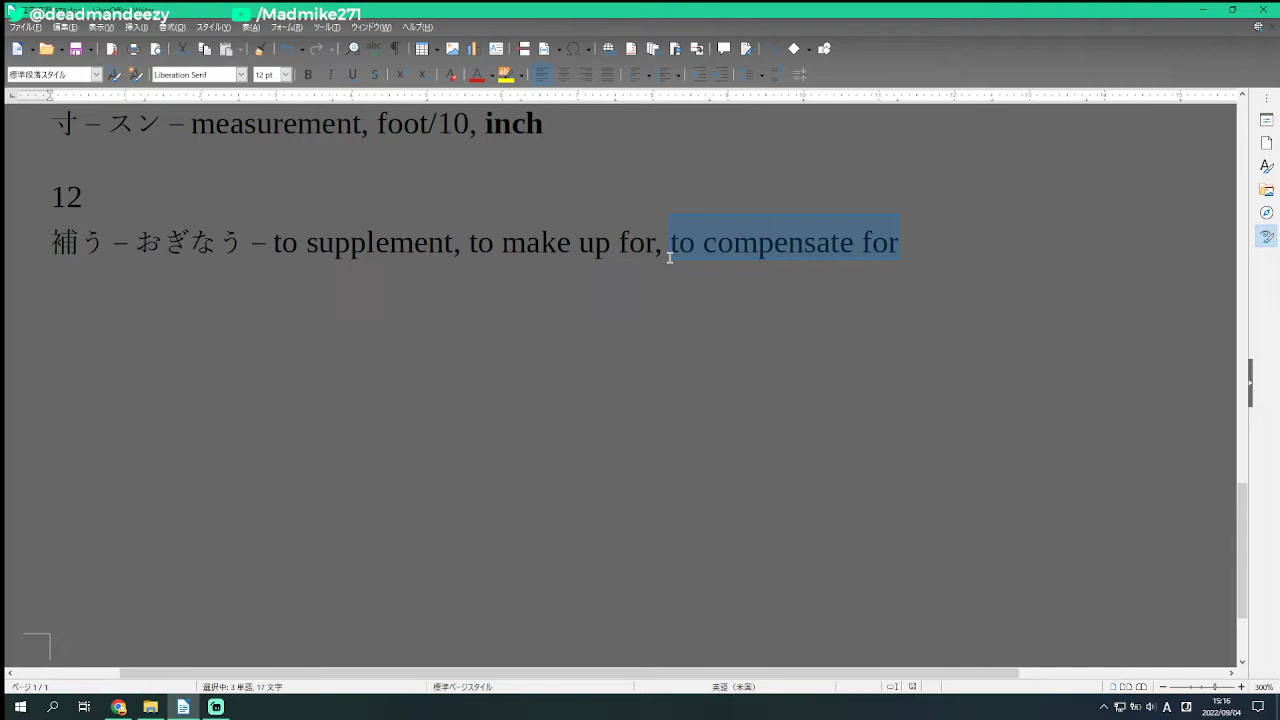 @deadmandeezy /Madmike271
ファイル(F) 編集(E) 表示(V) 挿入(I) 書式(O) スタイル(Y) 表(A) フォーム(R) ツール(T) ウィンドウ(W) ヘルプ(H)
標準段落スタイル Liberation Serif 12 pt
寸 – スン – measurement, foot/10, inch
12
補う – おぎなう – to supplement, to make up for, to compensate for
ページ 1 / 1 選択中: 3 単語, 17 文字 標準ページスタイル 英語 (米国) 300%
15:16
2022/09/04